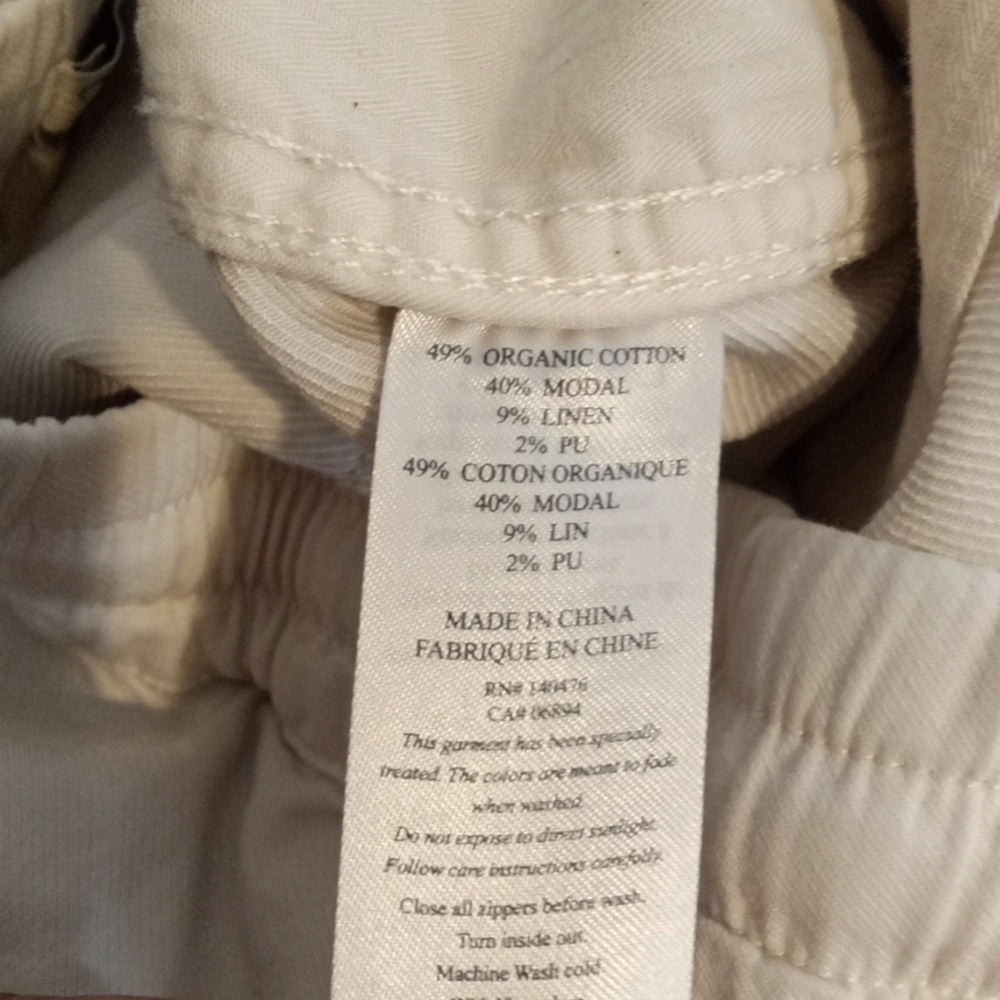 49% ORGANIC COTTON
40% MODAL
9% LINEN
2% PU
49% COTON ORGANIQUE
40% MODAL
9% LIN
2% PU
MADE IN CHINA
FABRIQUÉ EN CHINE
RN# 140476
CA# 06894
This garment has been specially
treated. The colors are meant to fade
when washed.
Do not expose to direct sunlight.
Follow care instructions carefully.
Close all zippers before wash.
Turn inside out.
Machine Wash cold.